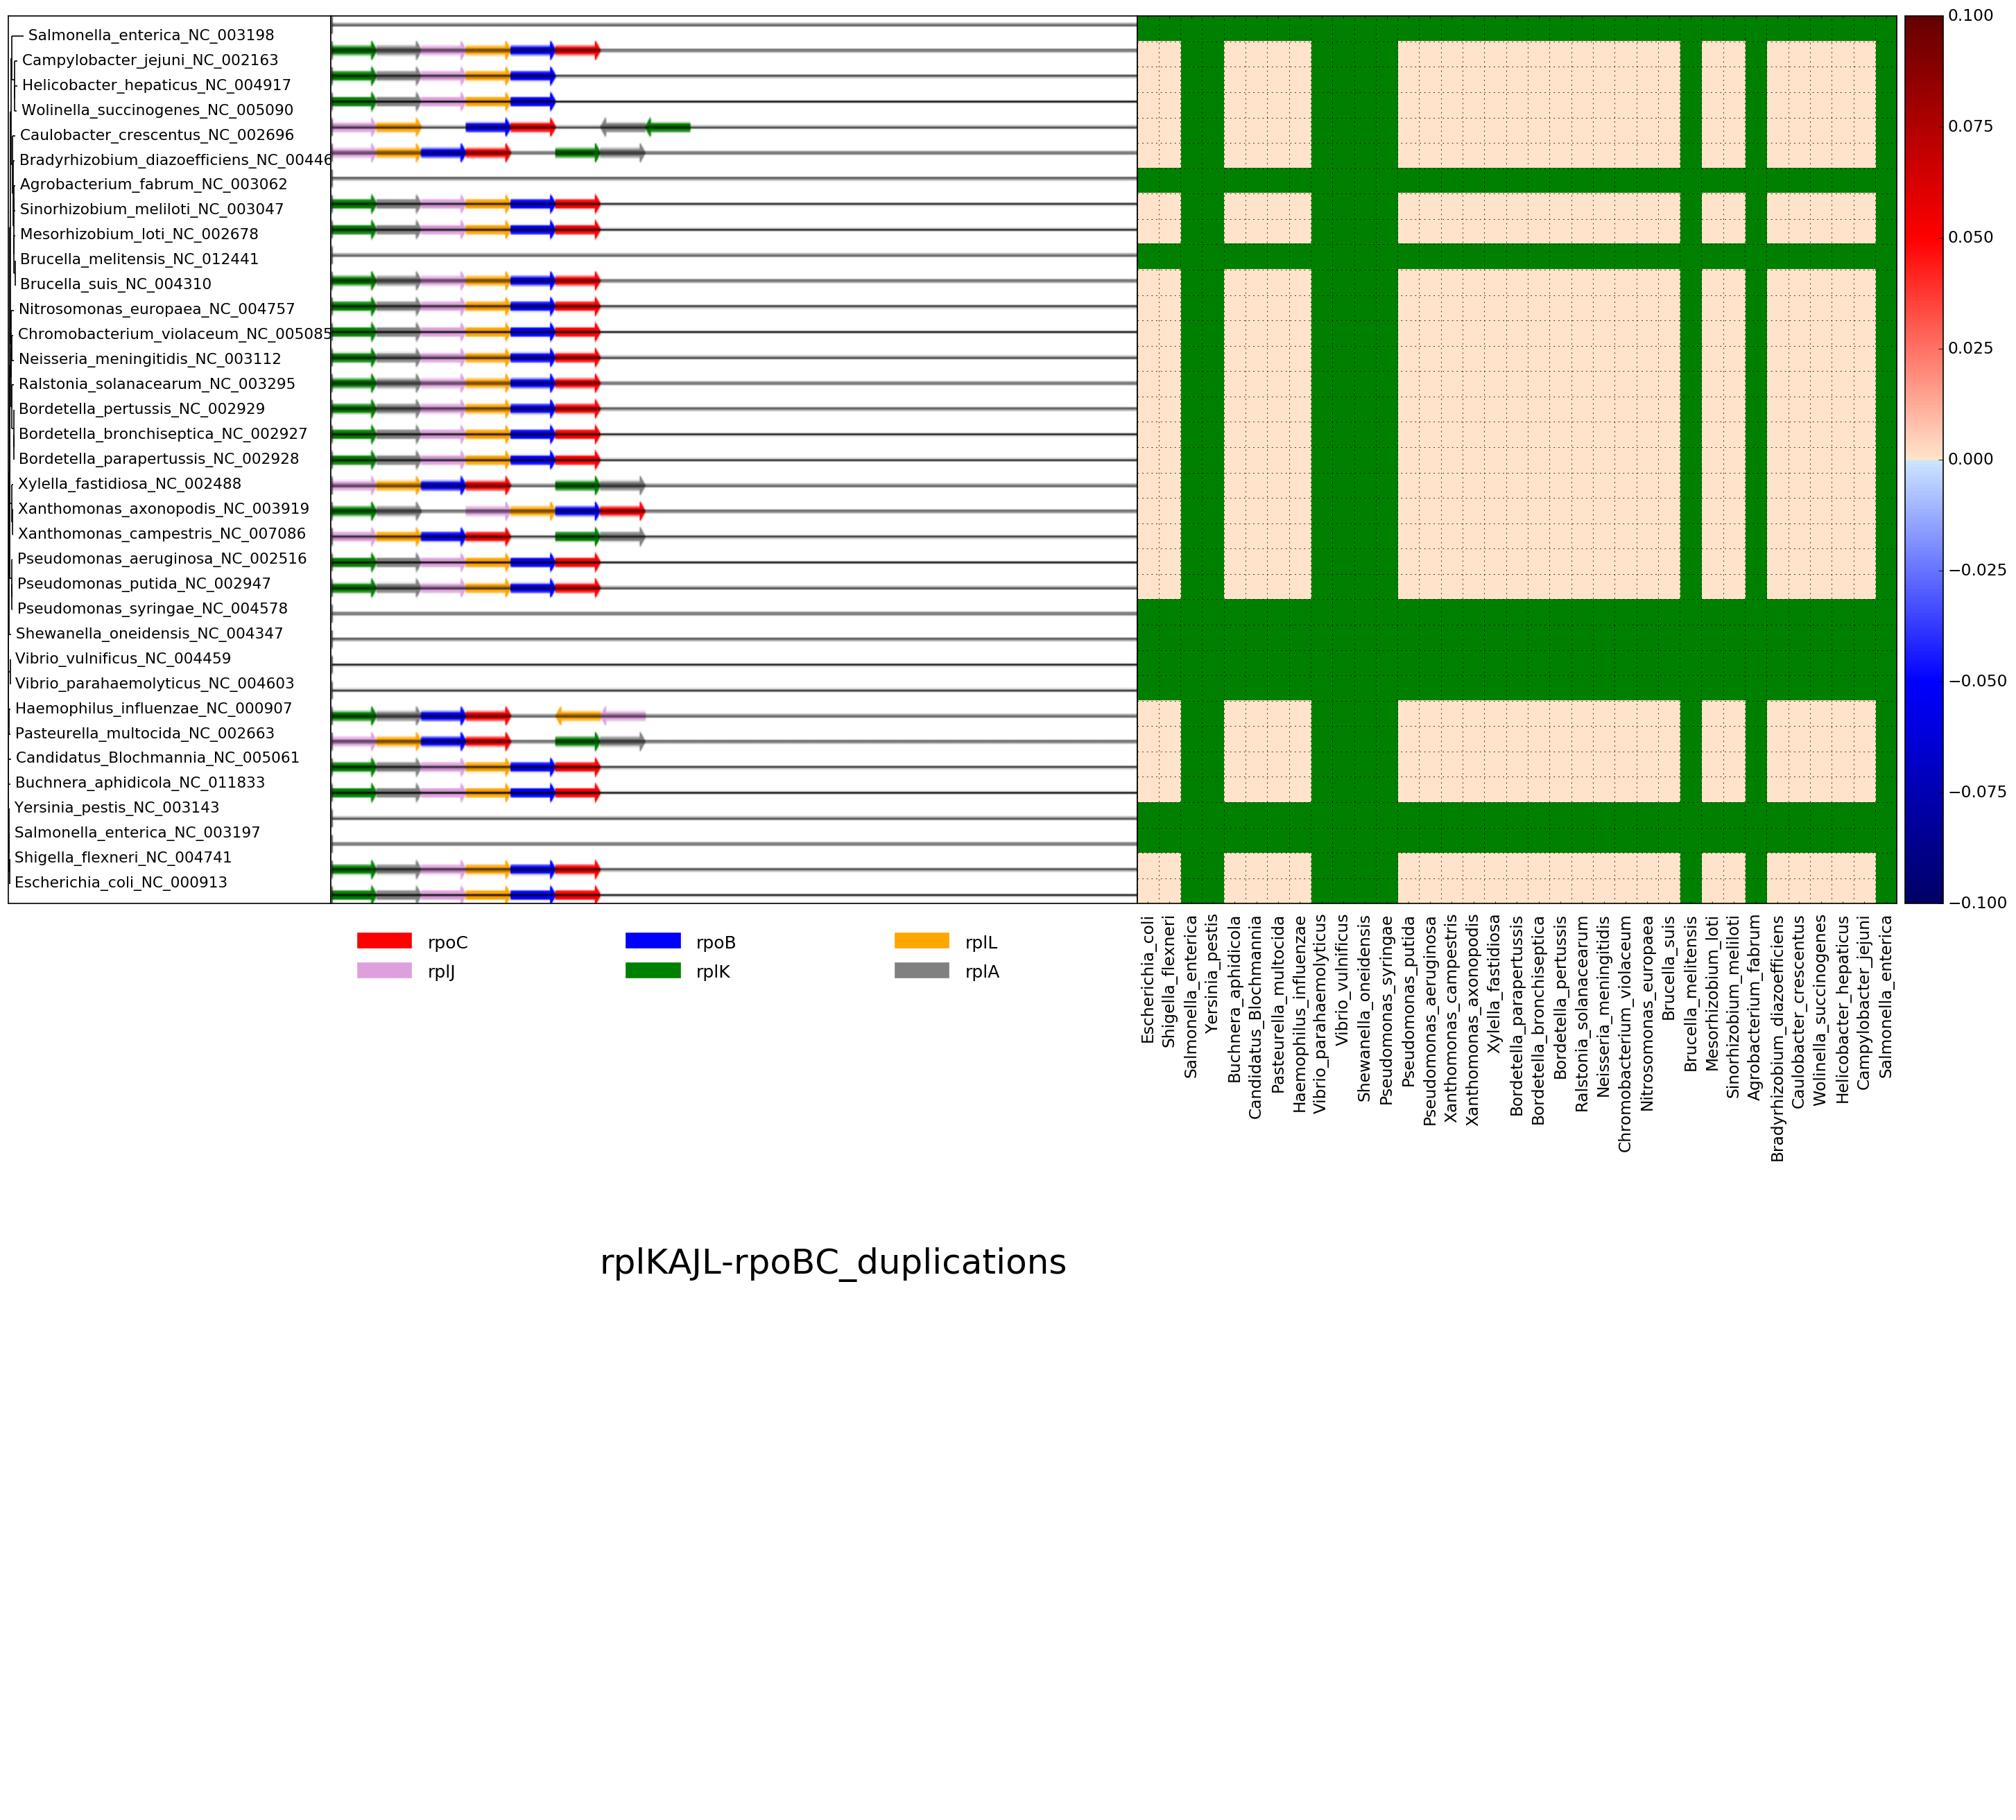 Salmonella_enterica_NC_003198
Campylobacter_jejuni_NC_002163
Helicobacter_hepaticus_NC_004917
Wolinella_succinogenes_NC_005090
Caulobacter_crescentus_NC_002696
Bradyrhizobium_diazoefficiens_NC_00446
Agrobacterium_fabrum_NC_003062
Sinorhizobium_meliloti_NC_003047
Mesorhizobium_loti_NC_002678
Brucella_melitensis_NC_012441
Brucella_suis_NC_004310
Nitrosomonas_europaea_NC_004757
Chromobacterium_violaceum_NC_005085
Neisseria_meningitidis_NC_003112
Ralstonia_solanacearum_NC_003295
Bordetella_pertussis_NC_002929
Bordetella_bronchiseptica_NC_002927
Bordetella_parapertussis_NC_002928
Xylella_fastidiosa_NC_002488
Xanthomonas_axonopodis_NC_003919
Xanthomonas_campestris_NC_007086
Pseudomonas_aeruginosa_NC_002516
Pseudomonas_putida_NC_002947
Pseudomonas_syringae_NC_004578
Shewanella_oneidensis_NC_004347
Vibrio_vulnificus_NC_004459
Vibrio_parahaemolyticus_NC_004603
Haemophilus_influenzae_NC_000907
Pasteurella_multocida_NC_002663
Candidatus_Blochmannia_NC_005061
Buchnera_aphidicola_NC_011833
Yersinia_pestis_NC_003143
Salmonella_enterica_NC_003197
Shigella_flexneri_NC_004741
Escherichia_coli_NC_000913
0.100
0.075
0.050
0.025
0.000
−0.025
−0.050
−0.075
−0.100
rpoC rpoB rplL
rplJ rplK rplA
Escherichia_coli
Shigella_flexneri
Salmonella_enterica
Yersinia_pestis
Buchnera_aphidicola
Candidatus_Blochmannia
Pasteurella_multocida
Haemophilus_influenzae
Vibrio_parahaemolyticus
Vibrio_vulnificus
Shewanella_oneidensis
Pseudomonas_syringae
Pseudomonas_putida
Pseudomonas_aeruginosa
Xanthomonas_campestris
Xanthomonas_axonopodis
Xylella_fastidiosa
Bordetella_parapertussis
Bordetella_bronchiseptica
Bordetella_pertussis
Ralstonia_solanacearum
Neisseria_meningitidis
Chromobacterium_violaceum
Nitrosomonas_europaea
Brucella_suis
Brucella_melitensis
Mesorhizobium_loti
Sinorhizobium_meliloti
Agrobacterium_fabrum
Bradyrhizobium_diazoefficiens
Caulobacter_crescentus
Wolinella_succinogenes
Helicobacter_hepaticus
Campylobacter_jejuni
Salmonella_enterica
rplKAJL-rpoBC_duplications